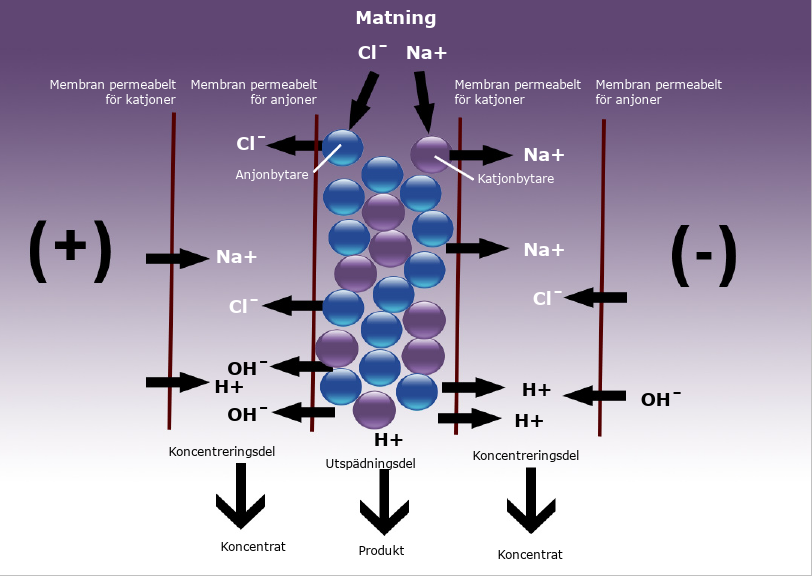 Matning
Cl⁻ Na+
Membran permeabelt
för katjoner
Membran permeabelt
för anjoner
Membran permeabelt
för katjoner
Membran permeabelt
för anjoner
Cl⁻
Na+
Anjonbytare
Katjonbytare
(+)
Na+
Na+
(-)
Cl⁻
Cl⁻
OH⁻
H+
H+
OH⁻
OH⁻
H+
H+
Koncentreringsdel
Utspädningsdel
Koncentreringsdel
Koncentrat
Produkt
Koncentrat